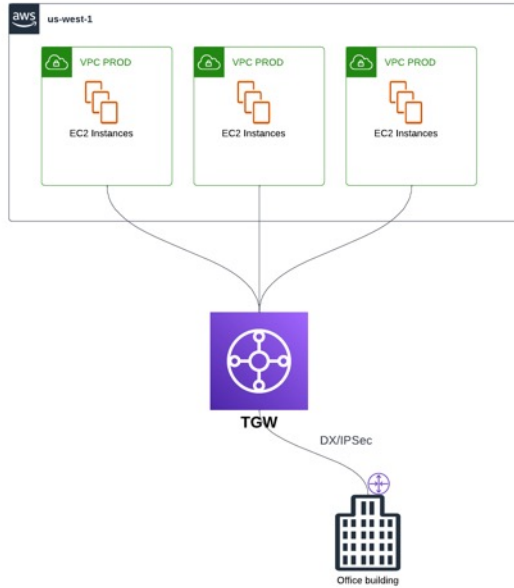 aws
us-west-1
VPC PROD
VPC PROD
VPC PROD
EC2 Instances
EC2 Instances
EC2 Instances
TGW
DX/IPSec
Office building